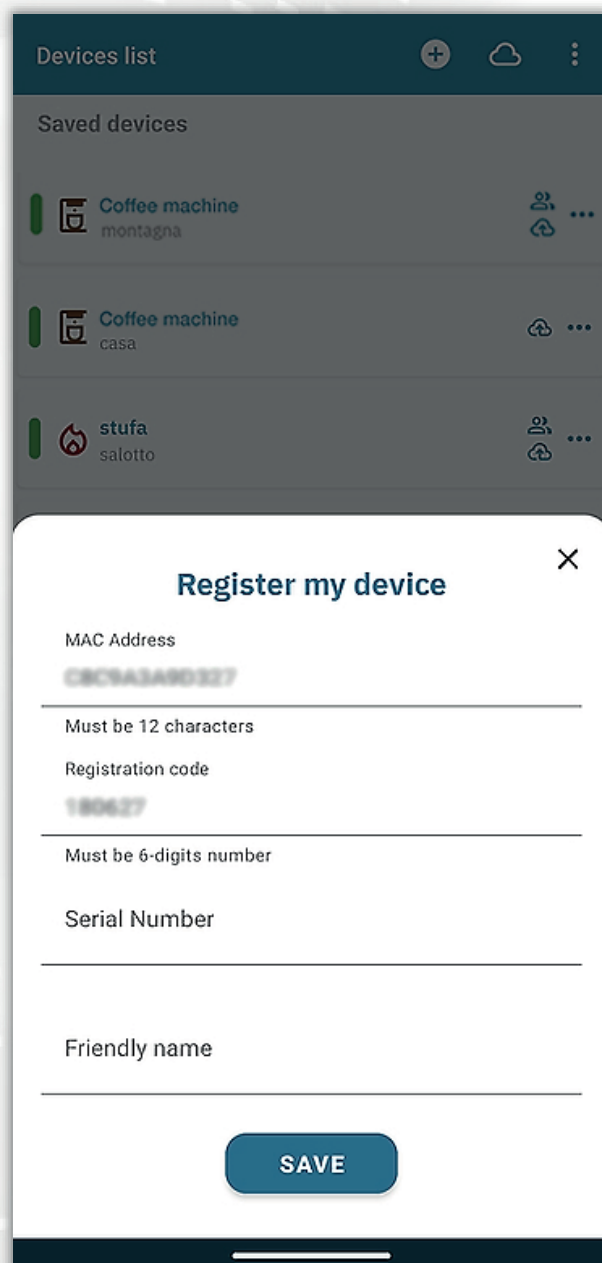 Devices list
Saved devices
Coffee machine
montagna
Coffee machine
casa
stufa
salotto
Register my device
MAC Address
Must be 12 characters
Registration code
Must be 6-digits number
Serial Number
Friendly name
SAVE